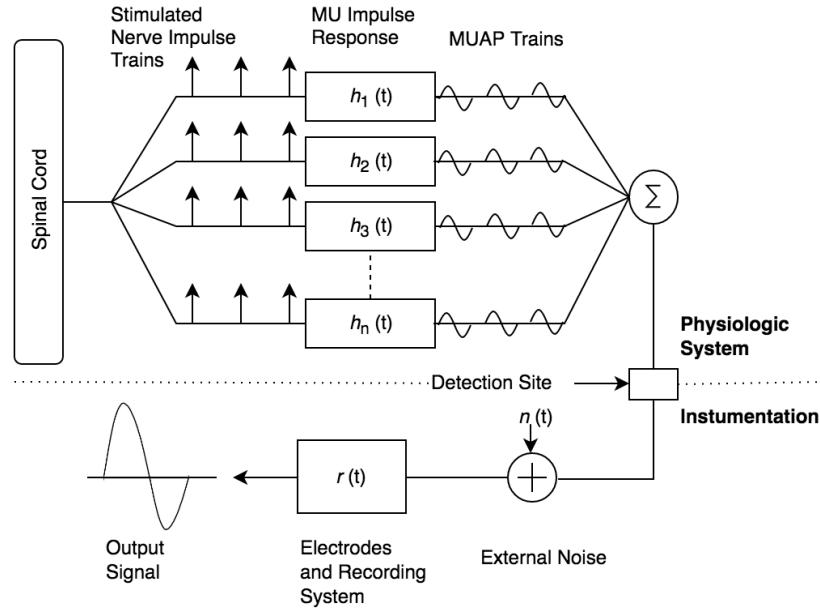 Stimulated
Nerve Impulse
Trains
MU Impulse
Response
MUAP Trains
Spinal Cord
h1 (t)
h2 (t)
h3 (t)
hn (t)
Σ
Physiologic
System
Detection Site
Instumentation
n (t)
r (t)
+
Output
Signal
Electrodes
and Recording
System
External Noise